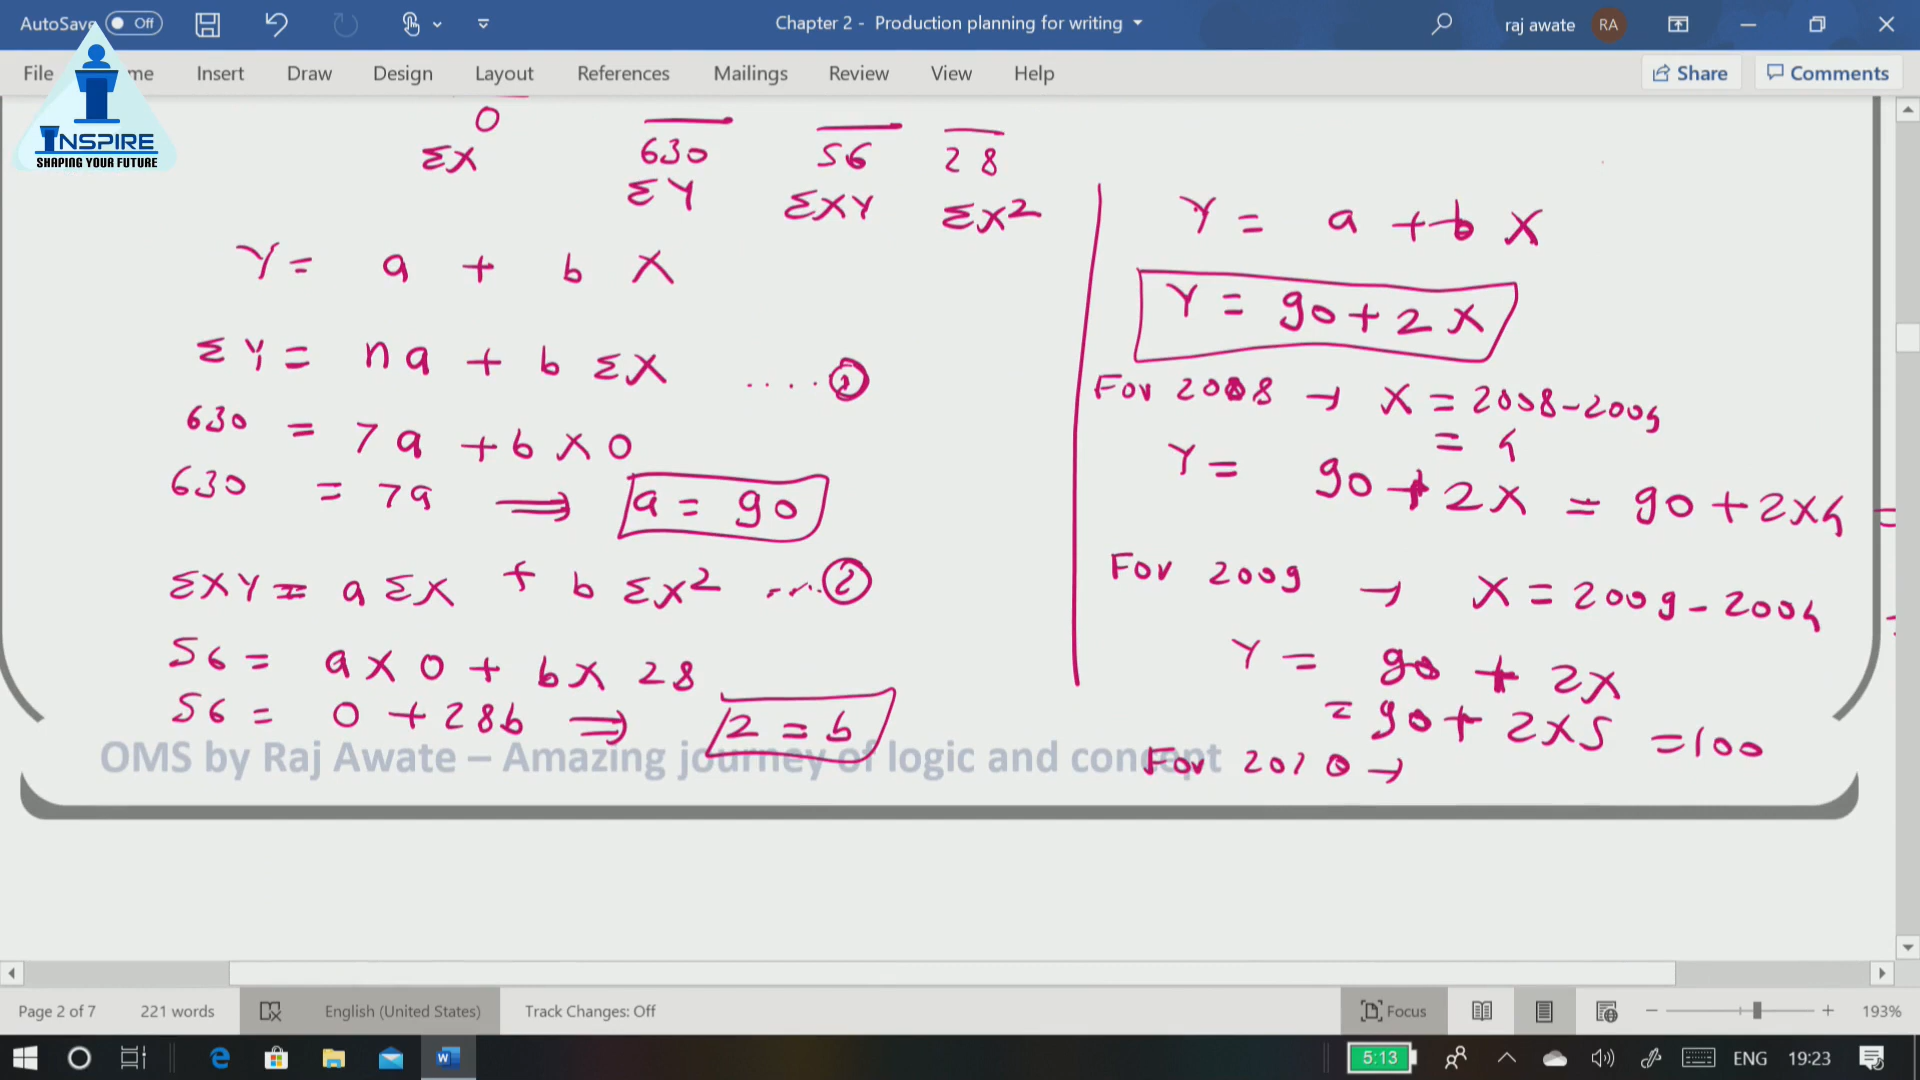 AutoSave Off
Chapter 2 - Production planning for writing
raj awate RA
File Home Insert Draw Design Layout References Mailings Review View Help
Share Comments
INSPIRE
SHAPING YOUR FUTURE
0 630 56 28
ΣX ΣY ΣXY ΣX²
Y = a + b X
ΣY = na + b ΣX ..... ①
630 = 7a + b X 0
630 = 7a ⟹ a = 90
ΣXY = a ΣX + b ΣX² ..... ②
56 = a X 0 + b X 28
56 = 0 + 28b ⟹ 2 = b
Y = a + b X
Y = 90 + 2 X
For 2008 → X = 2008 - 2004
= 4
Y = 90 + 2X = 90 + 2X4 =
For 2009 → X = 2009 - 2004
Y = 90 + 2X
= 90 + 2X5 = 100
For 2010 →
OMS by Raj Awate – Amazing journey of logic and concept
Page 2 of 7 221 words English (United States) Track Changes: Off Focus 193%
5:13 ENG 19:23